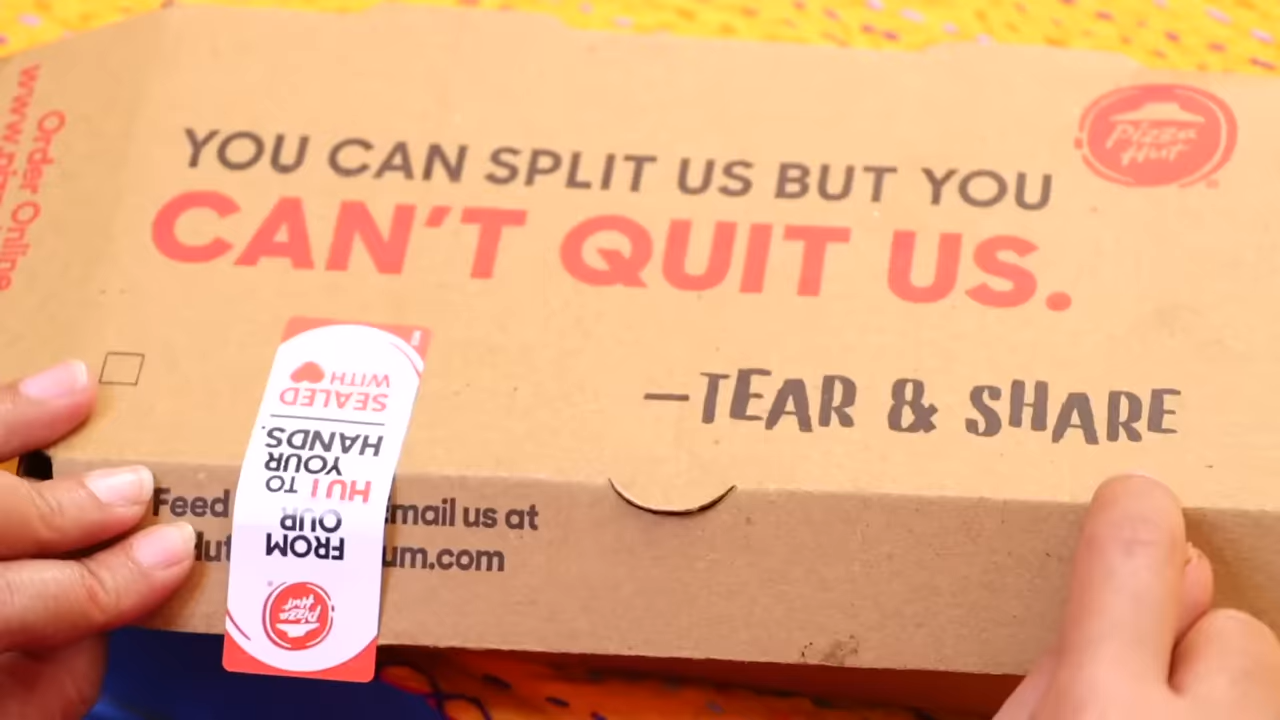 YOU CAN SPLIT US BUT YOU
CAN'T QUIT US.
Pizza
Hut
–TEAR & SHARE
Order Online
SEALED
WITH
FROM
OUR
HUT TO
YOUR
HANDS.
Pizza
Hut
Feed
mail us at
um.com